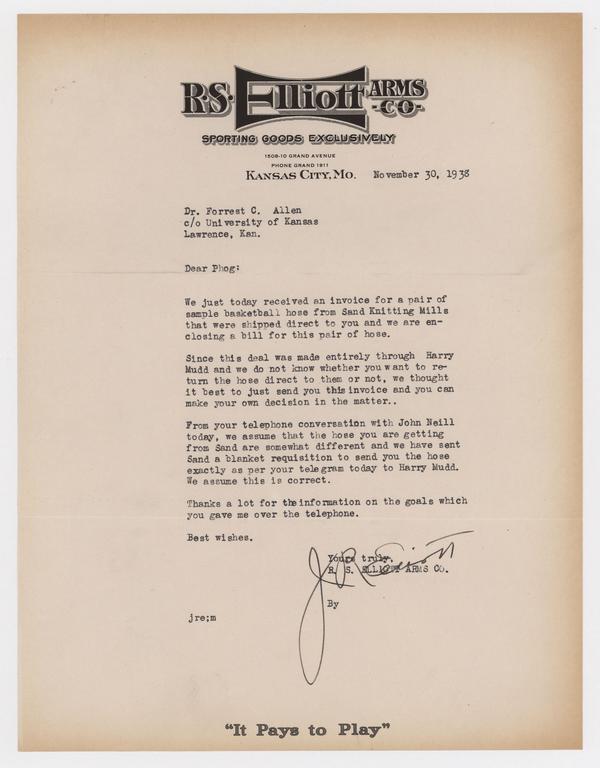 R.S. Elliott ARMS CO.
SPORTING GOODS EXCLUSIVELY
1508-10 GRAND AVENUE
PHONE GRAND 1811
KANSAS CITY, MO. November 30, 1938
Dr. Forrest C. Allen
c/o University of Kansas
Lawrence, Kan.
Dear Phog:
We just today received an invoice for a pair of
sample basketball hose from Sand Knitting Mills
that were shipped direct to you and we are en-
closing a bill for this pair of hose.
Since this deal was made entirely through Harry
Mudd and we do not know whether you want to re-
turn the hose direct to them or not, we thought
it best to just send you this invoice and you can
make your own decision in the matter..
From your telephone conversation with John Neill
today, we assume that the hose you are getting
from Sand are somewhat different and we have sent
Sand a blanket requisition to send you the hose
exactly as per your telegram today to Harry Mudd.
We assume this is correct.
Thanks a lot for the information on the goals which
you gave me over the telephone.
Best wishes.
Yours truly,
R. S. ELLIOTT ARMS CO.
J R Elliott
By
jre;m
"It Pays to Play"